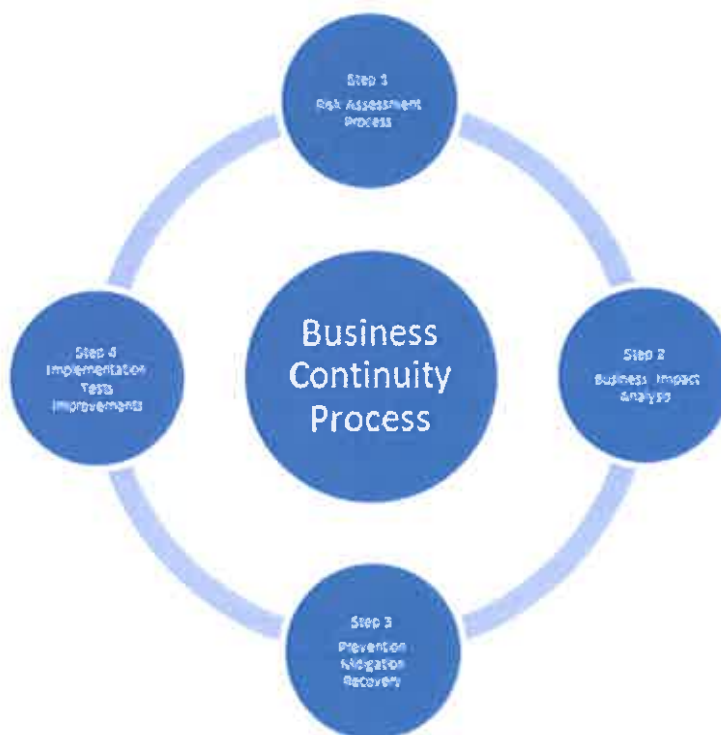 Step 1
Risk Assessment
Process
Business
Continuity
Process
Step 2
Business Impact
Analysis
Step 3
Prevention
Mitigation
Recovery
Step 4
Implementation
Tests
Improvements